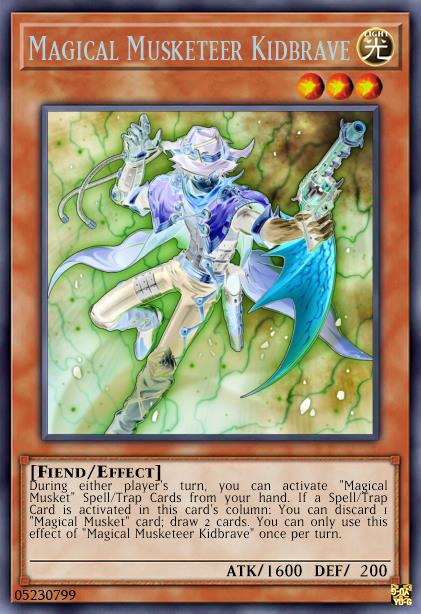 MAGICAL MUSKETEER KIDBRAVE
LIGHT
光
[FIEND/EFFECT]
During either player's turn, you can activate "Magical
Musket" Spell/Trap Cards from your hand. If a Spell/Trap
Card is activated in this card's column: You can discard 1
"Magical Musket" card; draw 2 cards. You can only use this
effect of "Magical Musketeer Kidbrave" once per turn.
ATK/1600 DEF/ 200
05230799